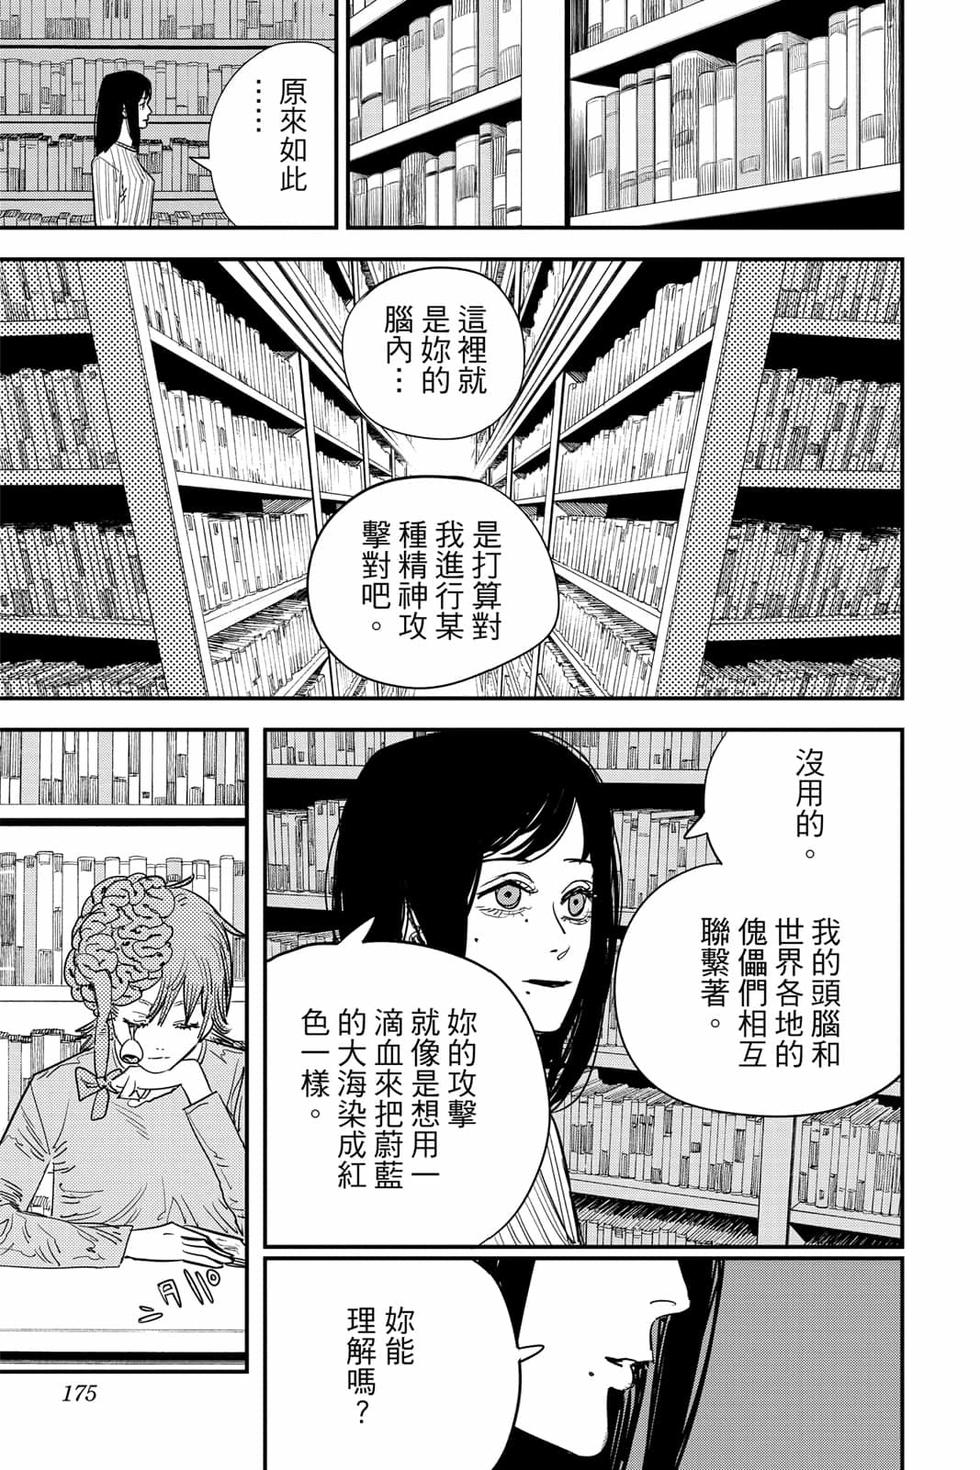 原來如此
……
這裡就
是妳的
腦內…
是打算對
我進行某
種精神攻
擊對吧。
沒用的。
我的頭腦和
世界各地的
傀儡們相互
聯繫著。
妳的攻擊
就像是想用一
滴血來把蔚藍
的大海染成紅
色一樣。
妳能
理解嗎？
175